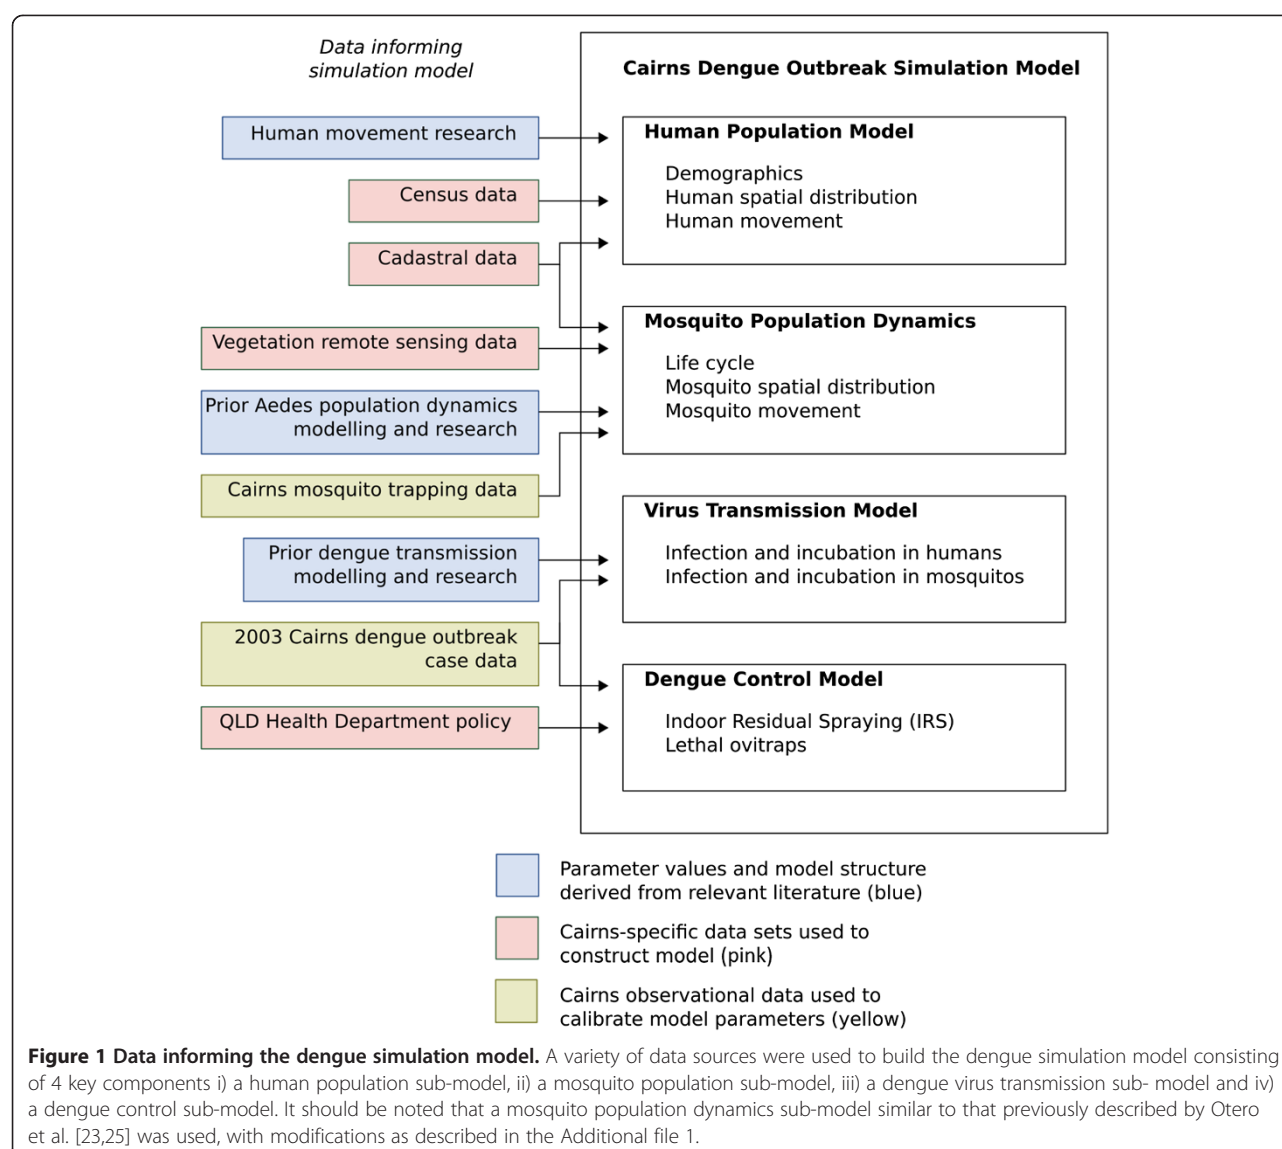 Data informing
simulation model
Cairns Dengue Outbreak Simulation Model
Human movement research
Census data
Cadastral data
Vegetation remote sensing data
Prior Aedes population dynamics
modelling and research
Cairns mosquito trapping data
Prior dengue transmission
modelling and research
2003 Cairns dengue outbreak
case data
QLD Health Department policy
Human Population Model
Demographics
Human spatial distribution
Human movement
Mosquito Population Dynamics
Life cycle
Mosquito spatial distribution
Mosquito movement
Virus Transmission Model
Infection and incubation in humans
Infection and incubation in mosquitos
Dengue Control Model
Indoor Residual Spraying (IRS)
Lethal ovitraps
Parameter values and model structure
derived from relevant literature (blue)
Cairns-specific data sets used to
construct model (pink)
Cairns observational data used to
calibrate model parameters (yellow)
Figure 1 Data informing the dengue simulation model. A variety of data sources were used to build the dengue simulation model consisting
of 4 key components i) a human population sub-model, ii) a mosquito population sub-model, iii) a dengue virus transmission sub- model and iv)
a dengue control sub-model. It should be noted that a mosquito population dynamics sub-model similar to that previously described by Otero
et al. [23,25] was used, with modifications as described in the Additional file 1.